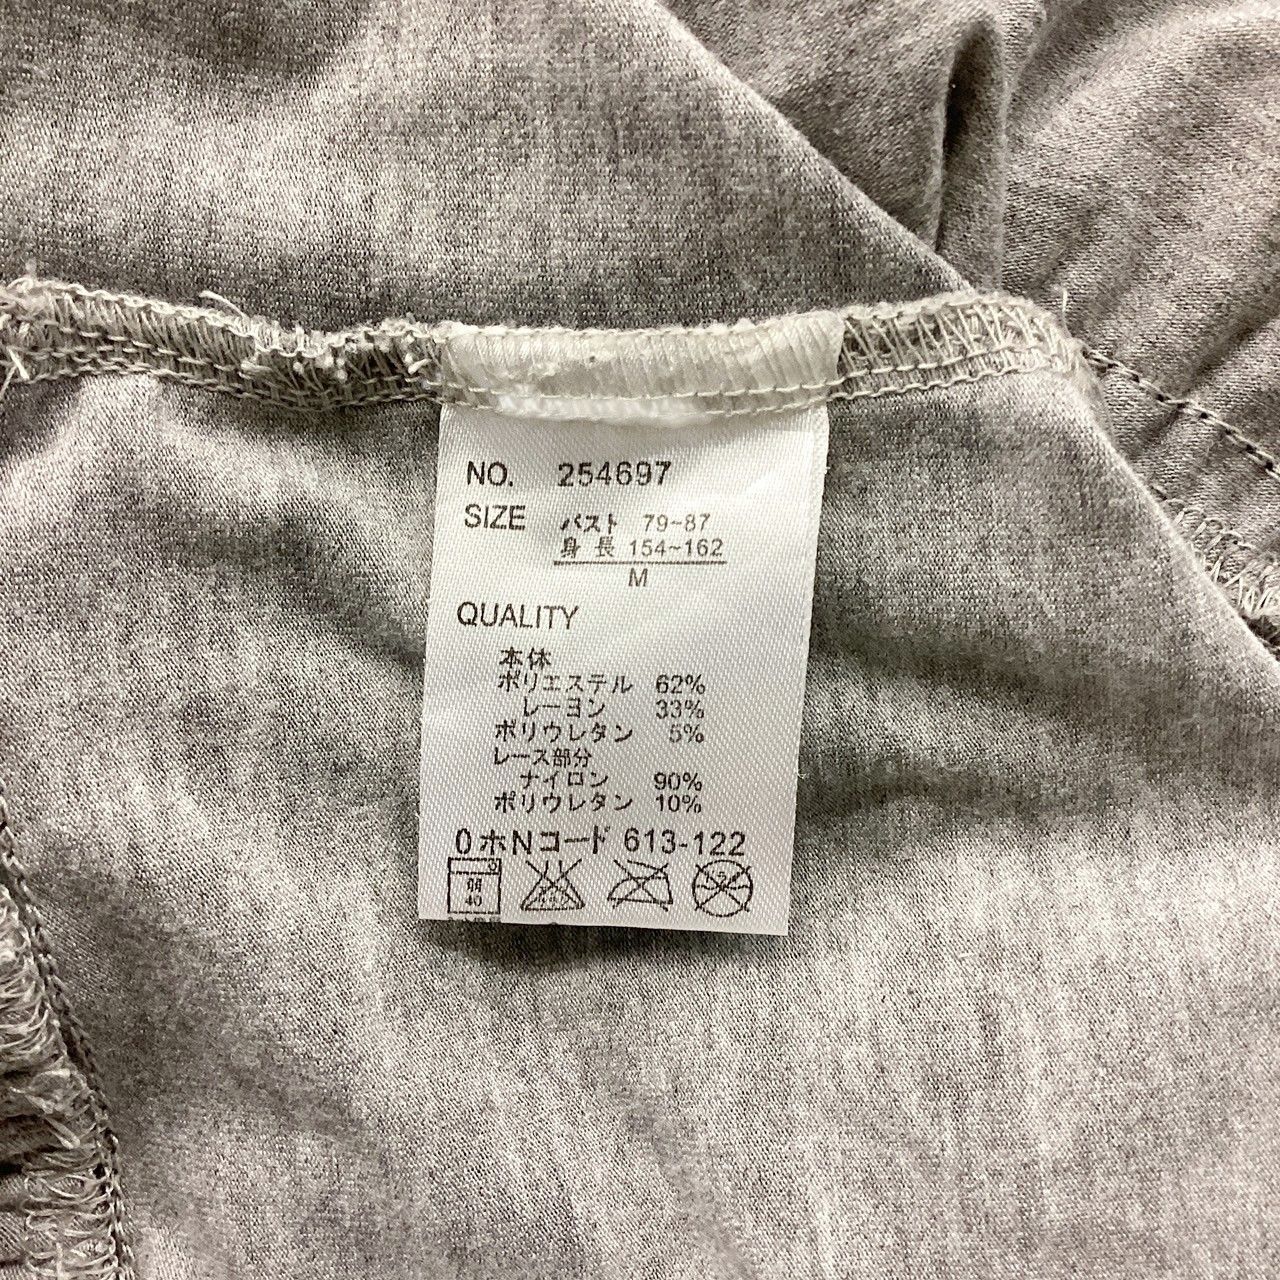 NO. 254697
SIZE バスト 79~87
身長 154~162
M
QUALITY
本体
ポリエステル 62%
レーヨン 33%
ポリウレタン 5%
レース部分
ナイロン 90%
ポリウレタン 10%
0ホNコード 613-122
弱
40